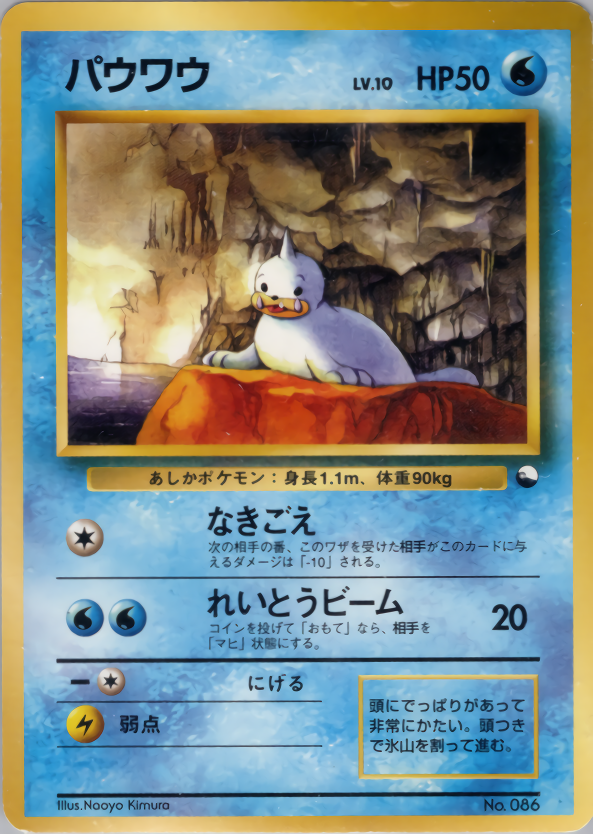 パウワウ LV.10 HP50
あしかポケモン：身長1.1m、体重90kg
なきごえ
次の相手の番、このワザを受けた相手がこのカードに与
えるダメージは「-10」される。
れいとうビーム 20
コインを投げて「おもて」なら、相手を
「マヒ」状態にする。
にげる
弱点
頭にでっぱりがあって
非常にかたい。頭つき
で氷山を割って進む。
Illus.Naoyo Kimura No. 086